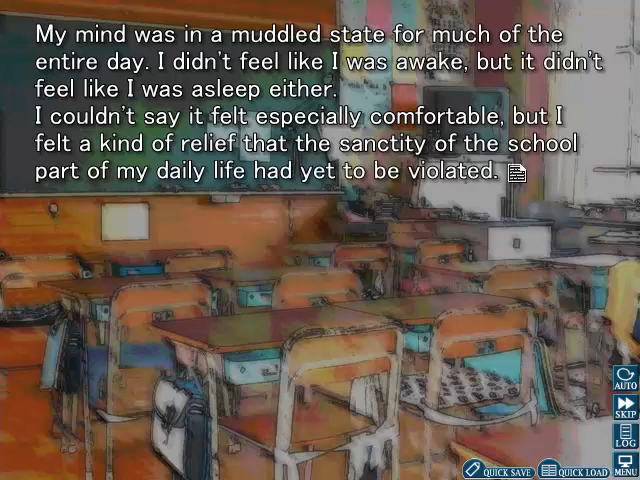 My mind was in a muddled state for much of the
entire day. I didn't feel like I was awake, but it didn't
feel like I was asleep either.
I couldn't say it felt especially comfortable, but I
felt a kind of relief that the sanctity of the school
part of my daily life had yet to be violated.
AUTO
SKIP
LOG
MENU
QUICK SAVE
QUICK LOAD